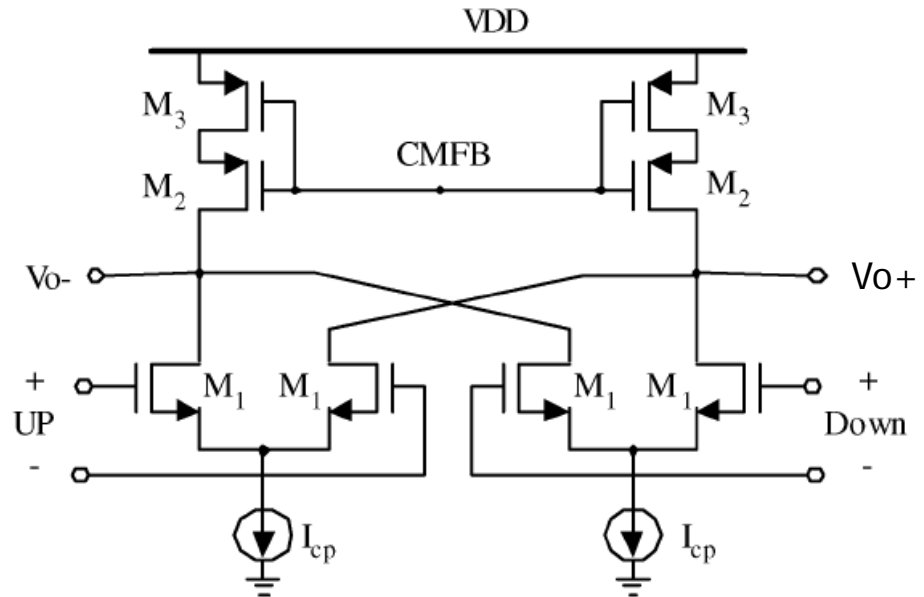 VDD
M3 M3
CMFB
M2 M2
Vo- Vo+
+ M1 M1 M1 M1 +
UP Down
- -
Icp Icp